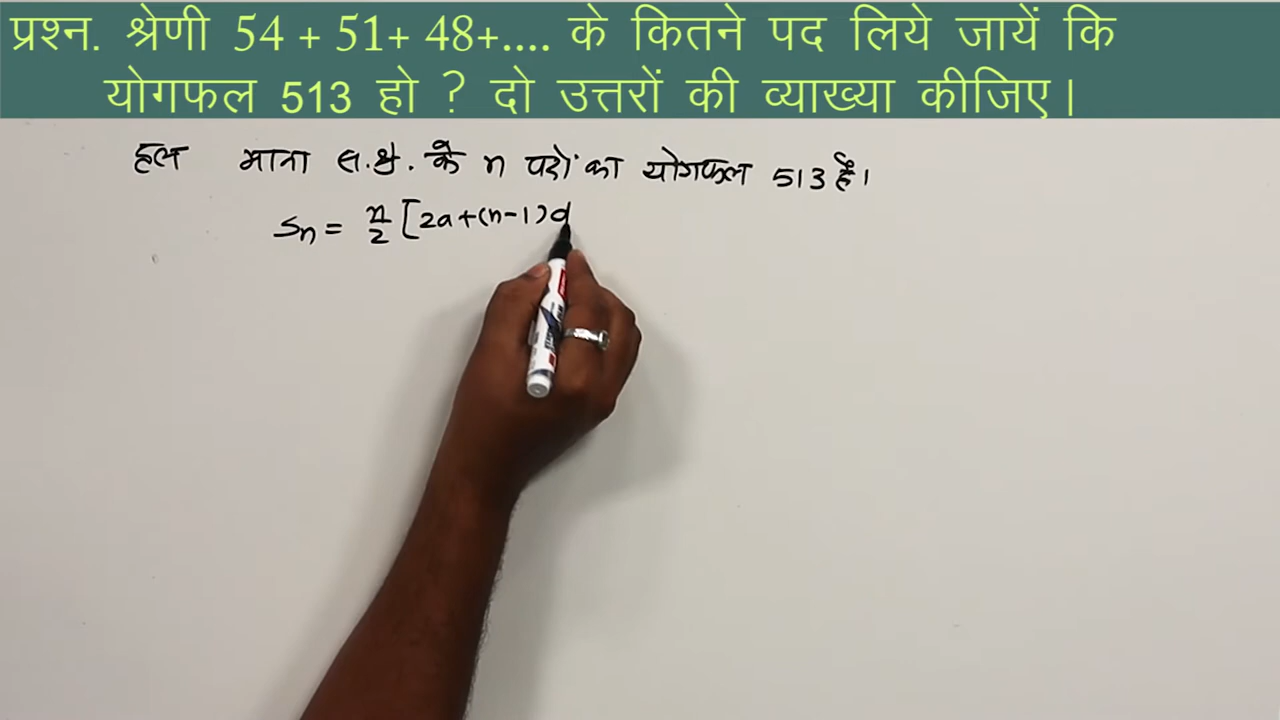 प्रश्न. श्रेणी 54 + 51+ 48+.... के कितने पद लिये जायें कि
योगफल 513 हो ? दो उत्तरों की व्याख्या कीजिए।
हल माना स.श्रे. के n पदों का योगफल 513 है।
Sn = n/2 [2a+(n-1)d